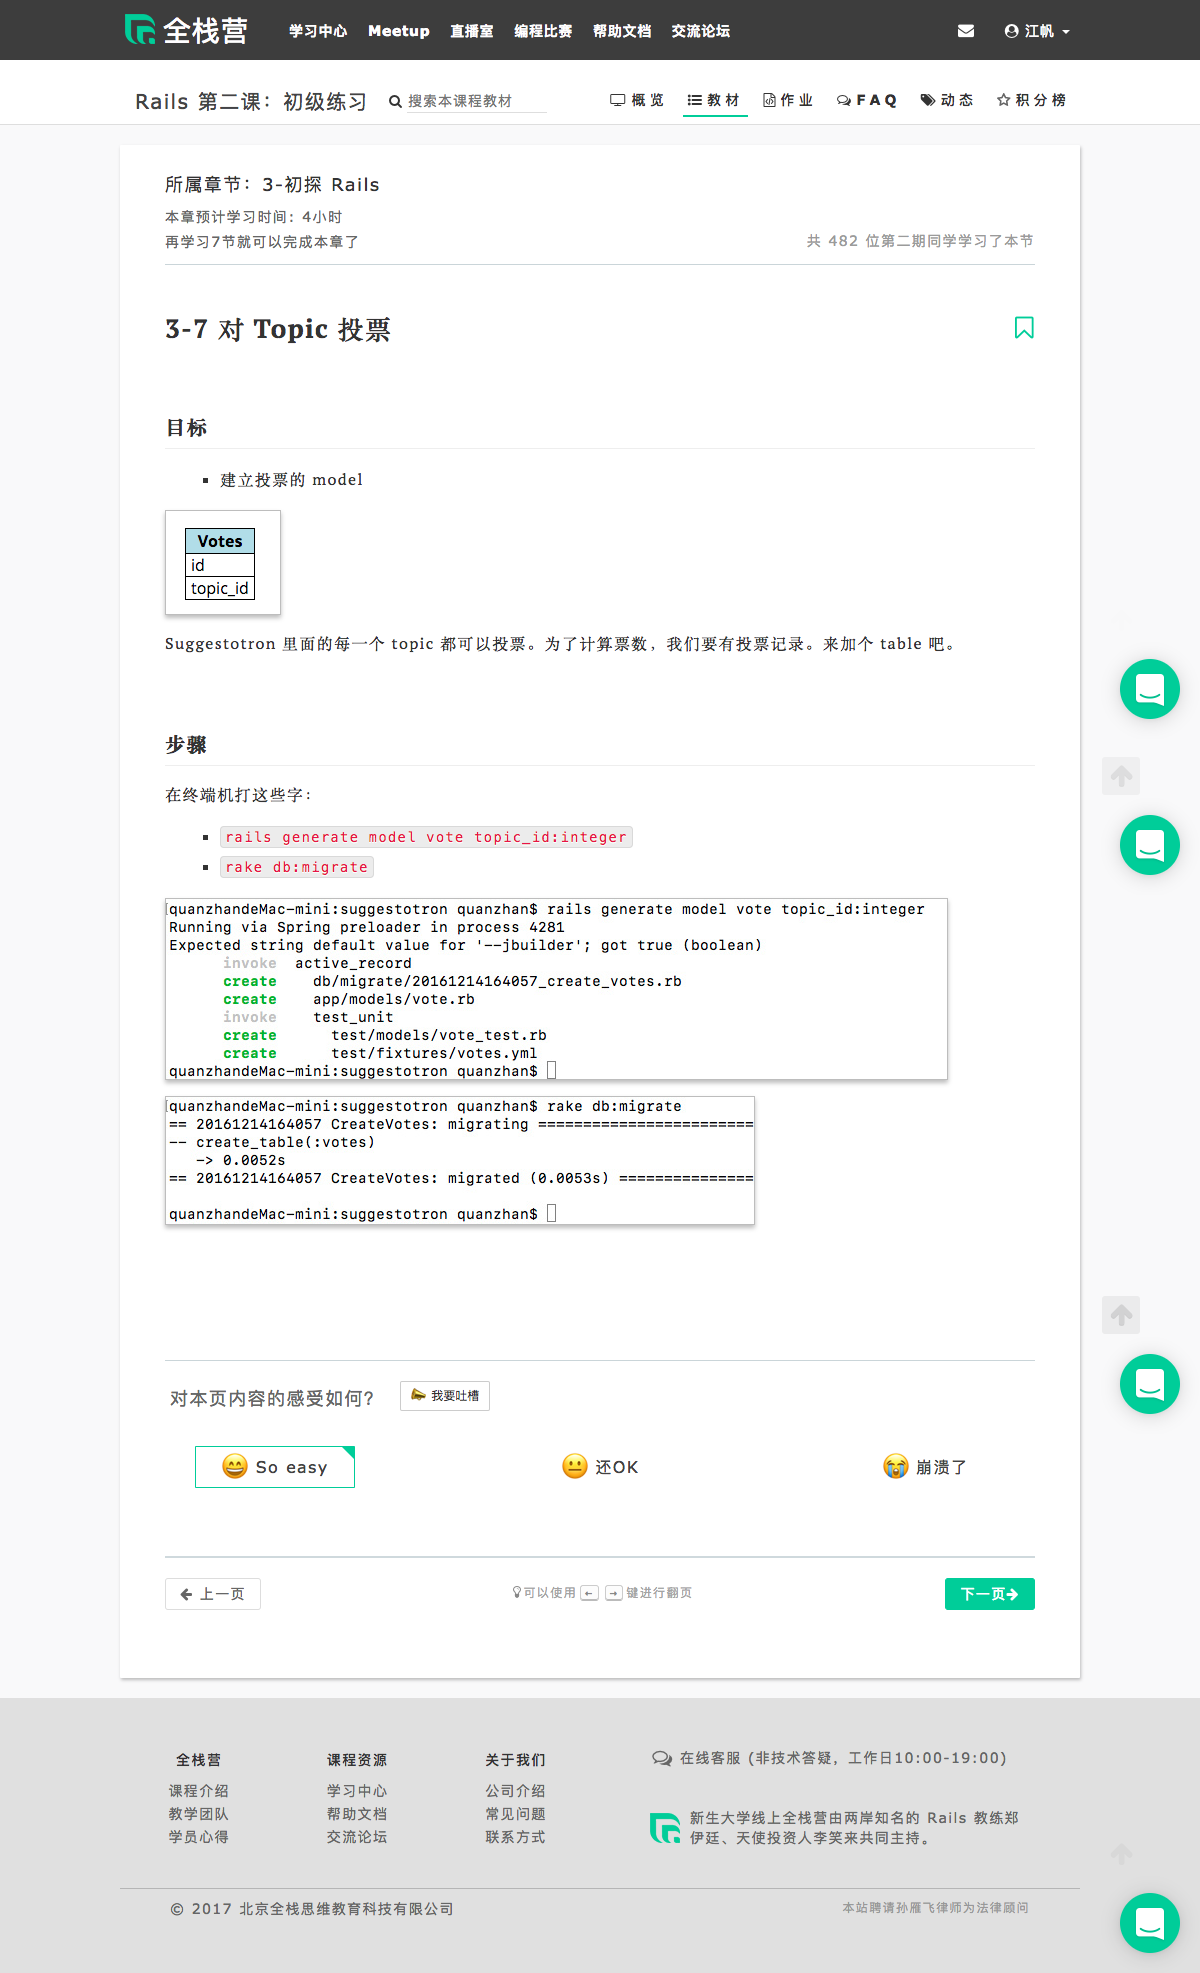 全栈营 学习中心 Meetup 直播室 编程比赛 帮助文档 交流论坛 江帆
Rails 第二课：初级练习 搜索本课程教材 概览 教材 作业 FAQ 动态 积分榜
所属章节：3-初探 Rails
本章预计学习时间：4小时
再学习7节就可以完成本章了
共 482 位第二期同学学习了本节
3-7 对 Topic 投票
目标
建立投票的 model
Votes
id
topic_id
Suggestotron 里面的每一个 topic 都可以投票。为了计算票数，我们要有投票记录。来加个 table 吧。
步骤
在终端机打这些字：
rails generate model vote topic_id:integer
rake db:migrate
quanzhandeMac-mini:suggestotron quanzhan$ rails generate model vote topic_id:integer
Running via Spring preloader in process 4281
Expected string default value for '--jbuilder'; got true (boolean)
invoke active_record
create db/migrate/20161214164057_create_votes.rb
create app/models/vote.rb
invoke test_unit
create test/models/vote_test.rb
create test/fixtures/votes.yml
quanzhandeMac-mini:suggestotron quanzhan$
quanzhandeMac-mini:suggestotron quanzhan$ rake db:migrate
== 20161214164057 CreateVotes: migrating ========================
-- create_table(:votes)
-> 0.0052s
== 20161214164057 CreateVotes: migrated (0.0053s) ===============
quanzhandeMac-mini:suggestotron quanzhan$
对本页内容的感受如何？ 我要吐槽
So easy 还OK 崩溃了
上一页 可以使用 ← → 键进行翻页 下一页
全栈营 课程资源 关于我们
课程介绍 学习中心 公司介绍
教学团队 帮助文档 常见问题
学员心得 交流论坛 联系方式
在线客服 (非技术答疑，工作日10:00-19:00)
新生大学线上全栈营由两岸知名的 Rails 教练郑
伊廷、天使投资人李笑来共同主持。
© 2017 北京全栈思维教育科技有限公司
本站聘请孙雁飞律师为法律顾问